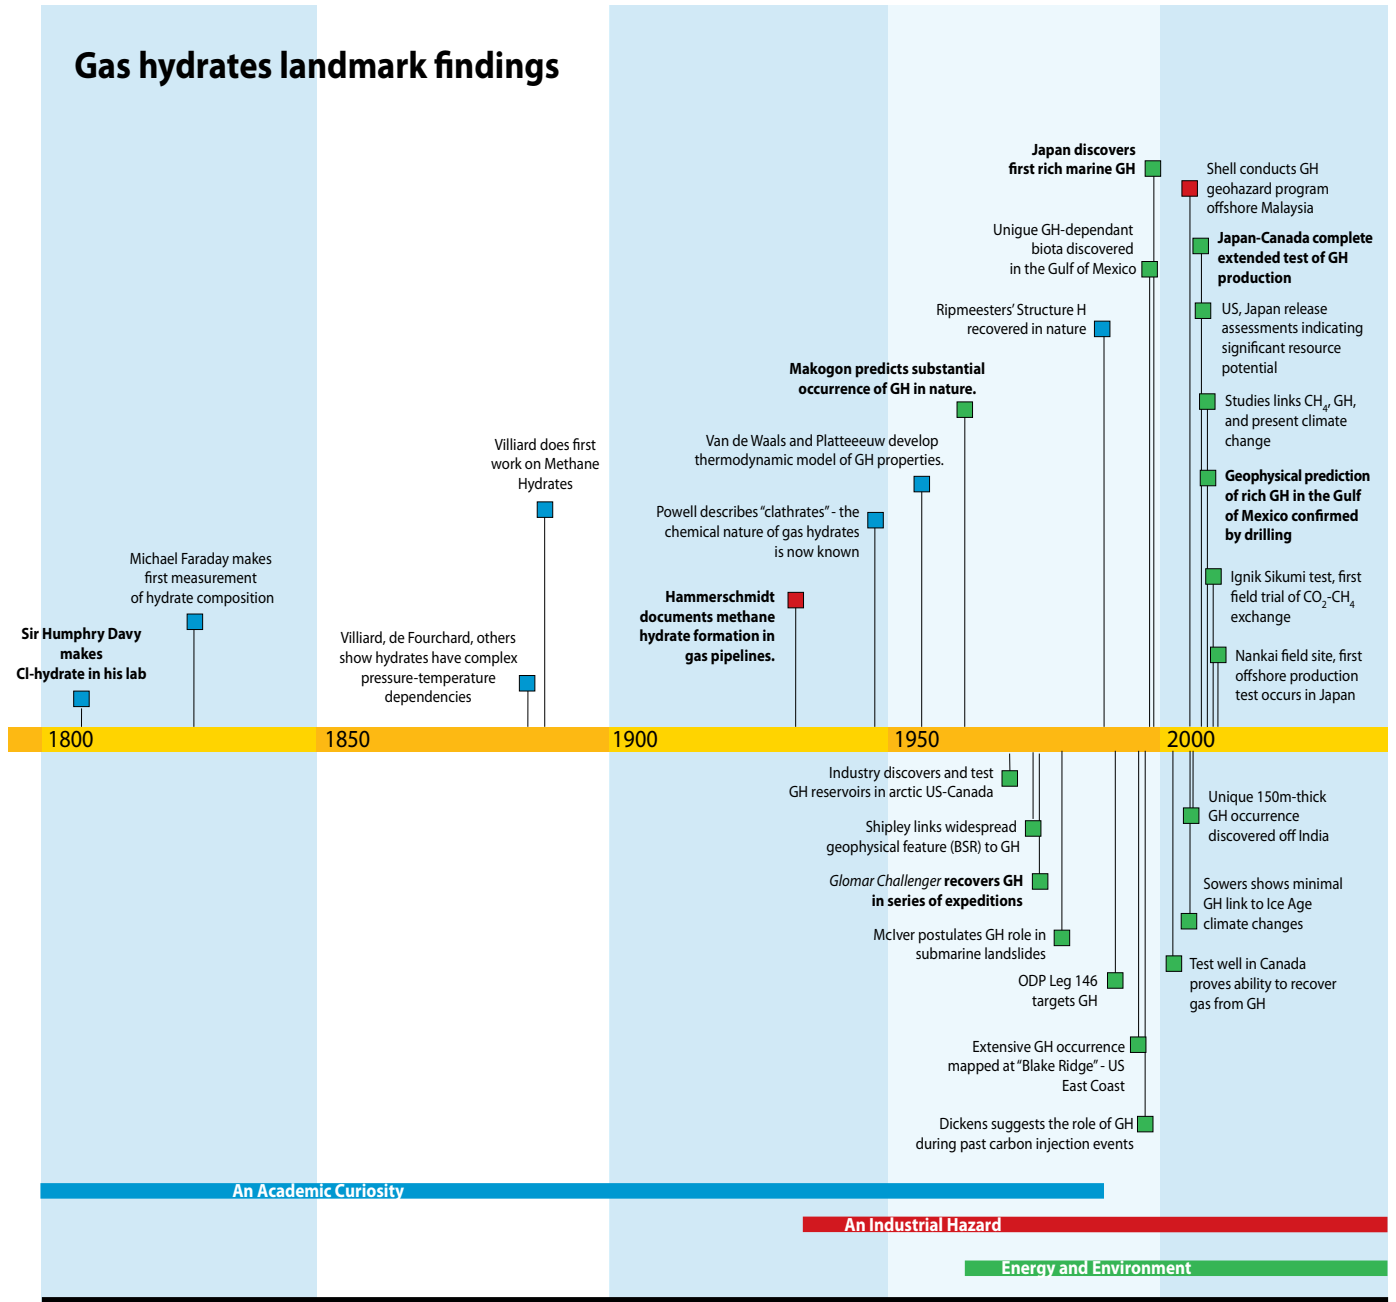 Gas hydrates landmark findings
Sir Humphry Davy
makes
Cl-hydrate in his lab
Michael Faraday makes
first measurement
of hydrate composition
Villiard, de Fourchard, others
show hydrates have complex
pressure-temperature
dependencies
Villiard does first
work on Methane
Hydrates
Hammerschmidt
documents methane
hydrate formation in
gas pipelines.
Powell describes “clathrates” - the
chemical nature of gas hydrates
is now known
Van de Waals and Platteeeuw develop
thermodynamic model of GH properties.
Makogon predicts substantial
occurrence of GH in nature.
Ripmeesters’ Structure H
recovered in nature
Unique GH-dependant
biota discovered
in the Gulf of Mexico
Japan discovers
first rich marine GH
Shell conducts GH
geohazard program
offshore Malaysia
Japan-Canada complete
extended test of GH
production
US, Japan release
assessments indicating
significant resource
potential
Studies links CH₄, GH,
and present climate
change
Geophysical prediction
of rich GH in the Gulf
of Mexico confirmed
by drilling
Ignik Sikumi test, first
field trial of CO₂-CH₄
exchange
Nankai field site, first
offshore production
test occurs in Japan
1800 1850 1900 1950 2000
Industry discovers and test
GH reservoirs in arctic US-Canada
Shipley links widespread
geophysical feature (BSR) to GH
Glomar Challenger recovers GH
in series of expeditions
McIver postulates GH role in
submarine landslides
ODP Leg 146
targets GH
Extensive GH occurrence
mapped at “Blake Ridge” - US
East Coast
Dickens suggests the role of GH
during past carbon injection events
Unique 150m-thick
GH occurrence
discovered off India
Sowers shows minimal
GH link to Ice Age
climate changes
Test well in Canada
proves ability to recover
gas from GH
An Academic Curiosity
An Industrial Hazard
Energy and Environment